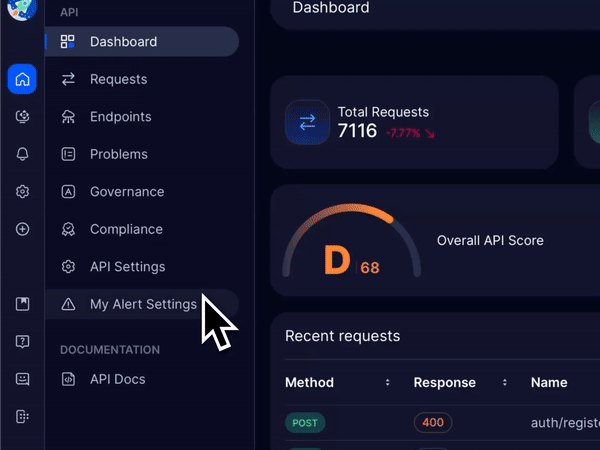 API
Dashboard
Requests
Endpoints
Problems
Governance
Compliance
API Settings
My Alert Settings
DOCUMENTATION
API Docs
Dashboard
Total Requests
7116 -7.77%
D 68
Overall API Score
Recent requests
Method Response Name
POST 400 auth/registe